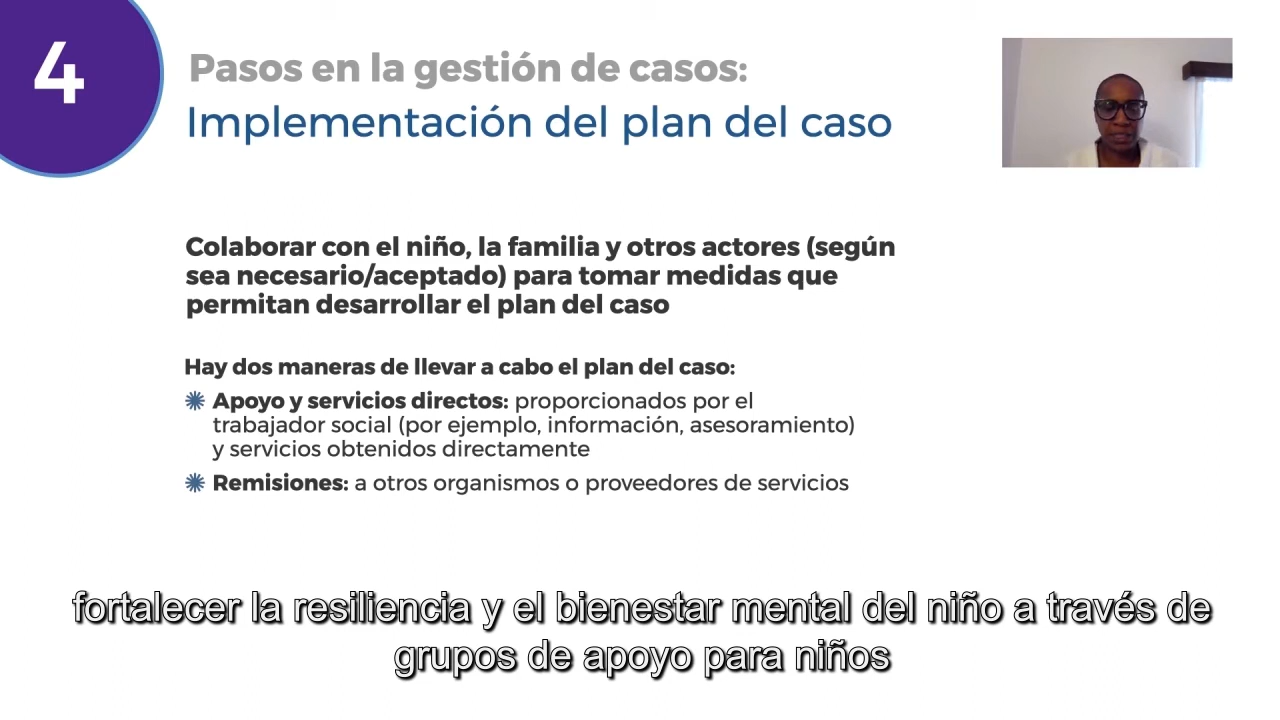 4
Pasos en la gestión de casos:
Implementación del plan del caso
Colaborar con el niño, la familia y otros actores (según
sea necesario/aceptado) para tomar medidas que
permitan desarrollar el plan del caso
Hay dos maneras de llevar a cabo el plan del caso:
Apoyo y servicios directos: proporcionados por el
trabajador social (por ejemplo, información, asesoramiento)
y servicios obtenidos directamente
Remisiones: a otros organismos o proveedores de servicios
fortalecer la resiliencia y el bienestar mental del niño a través de
grupos de apoyo para niños